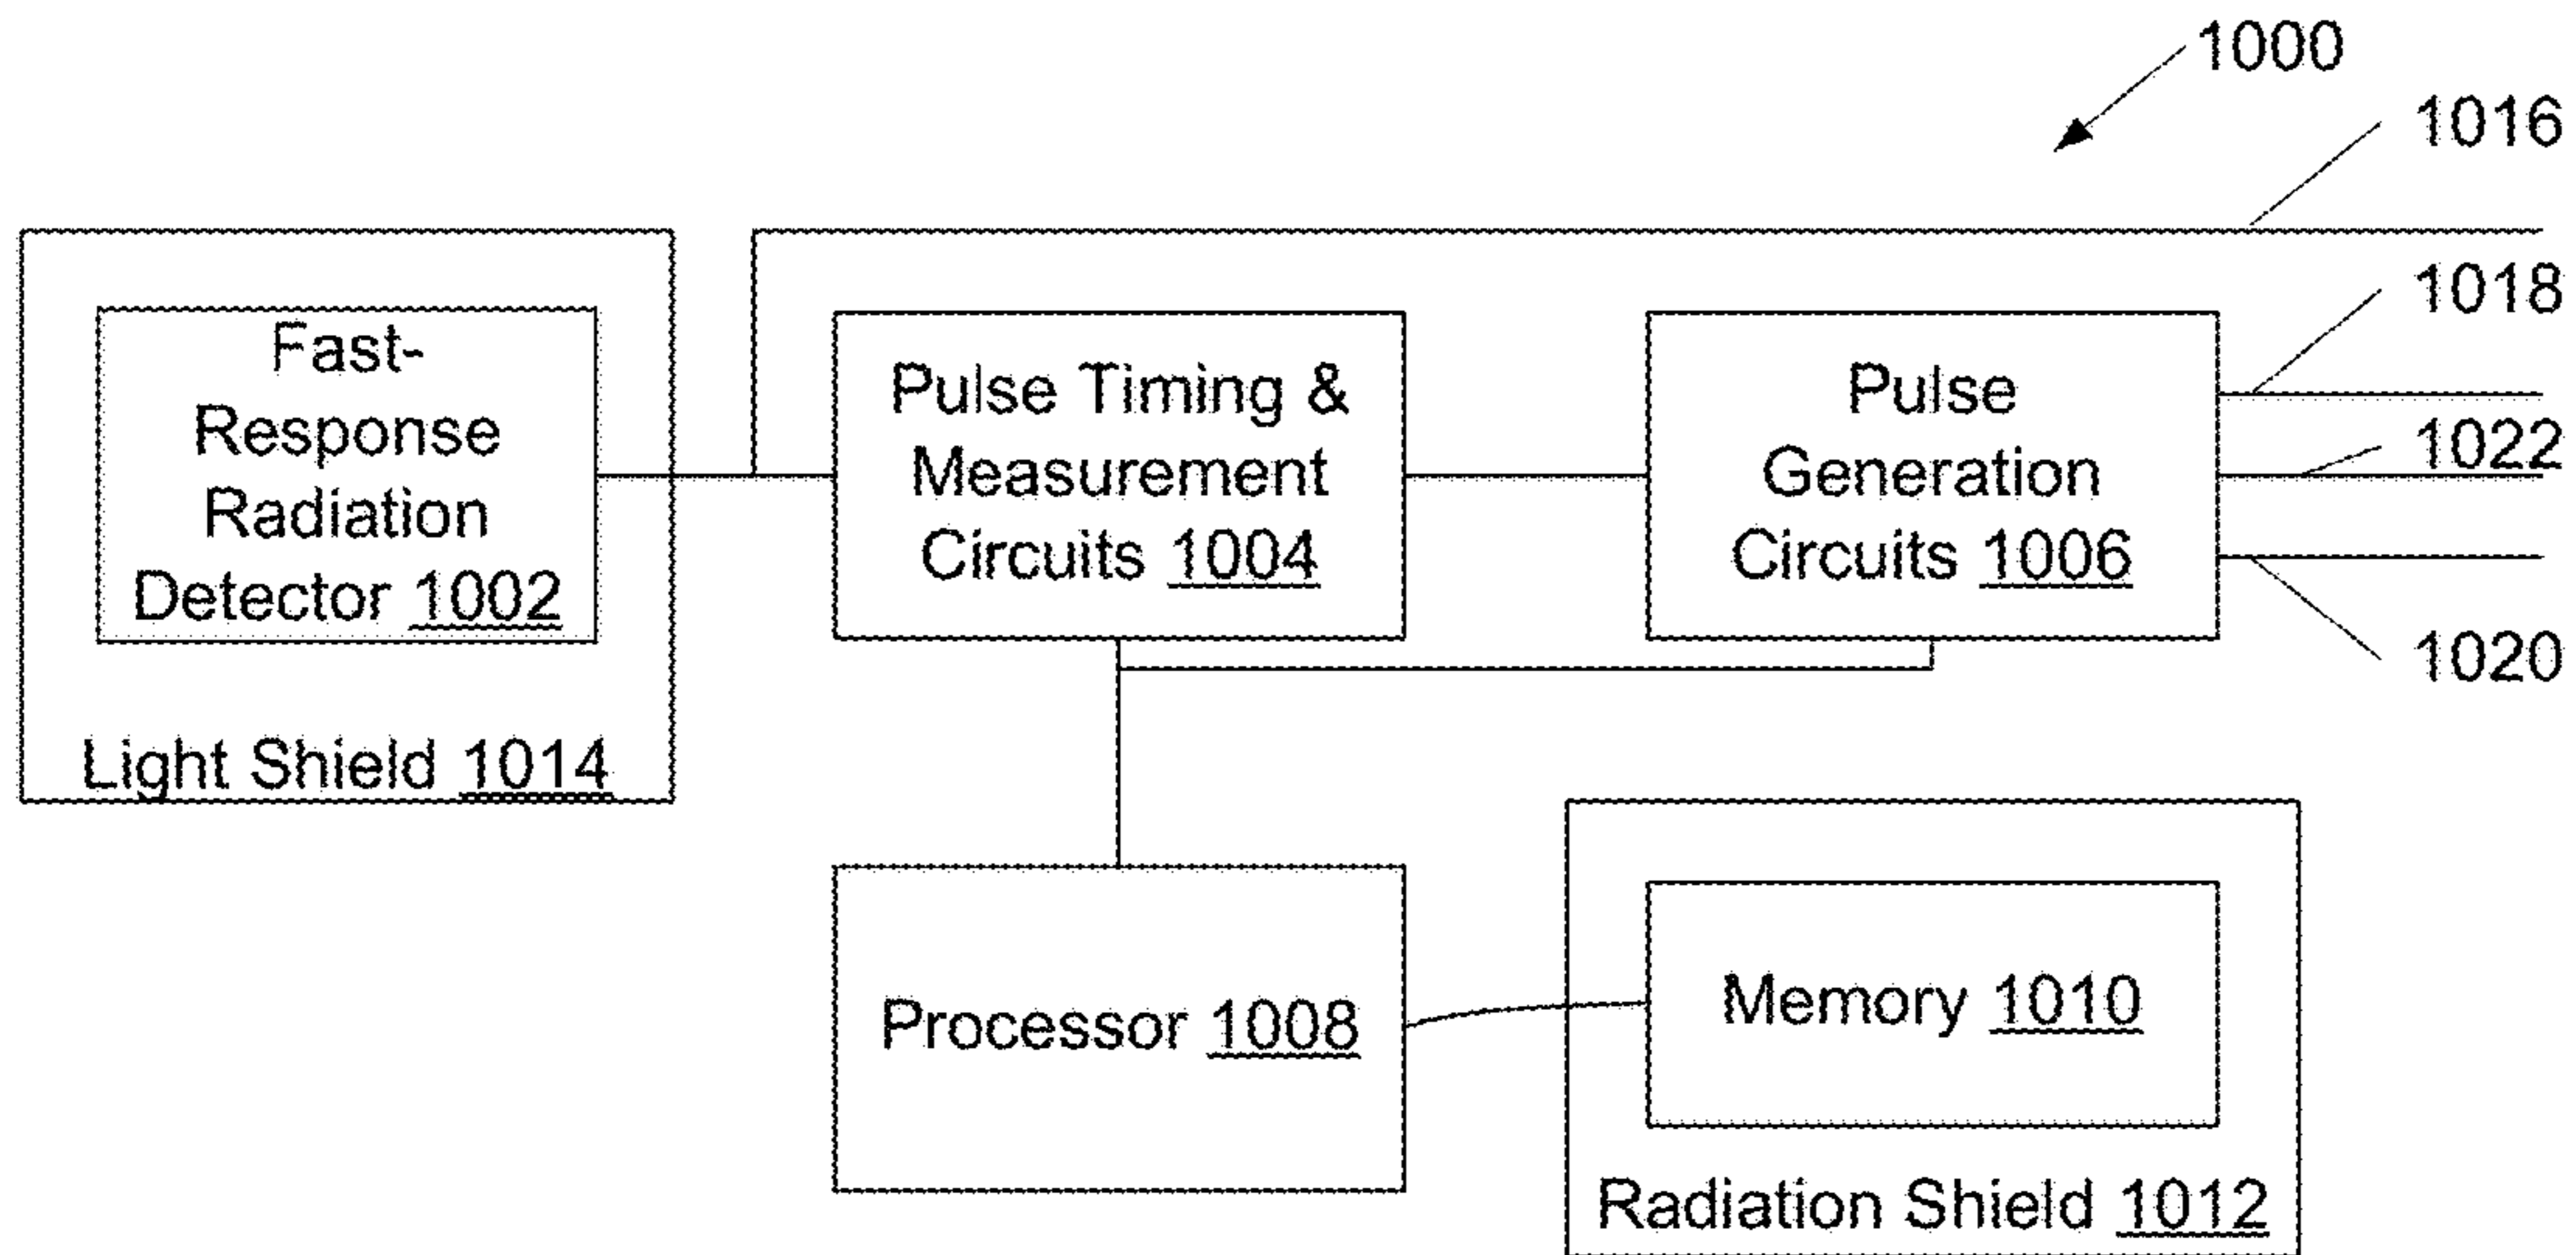 1000
1016
1018
1022
1020
Fast-
Response
Radiation
Detector 1002
Light Shield 1014
Pulse Timing &
Measurement
Circuits 1004
Pulse
Generation
Circuits 1006
Processor 1008
Memory 1010
Radiation Shield 1012